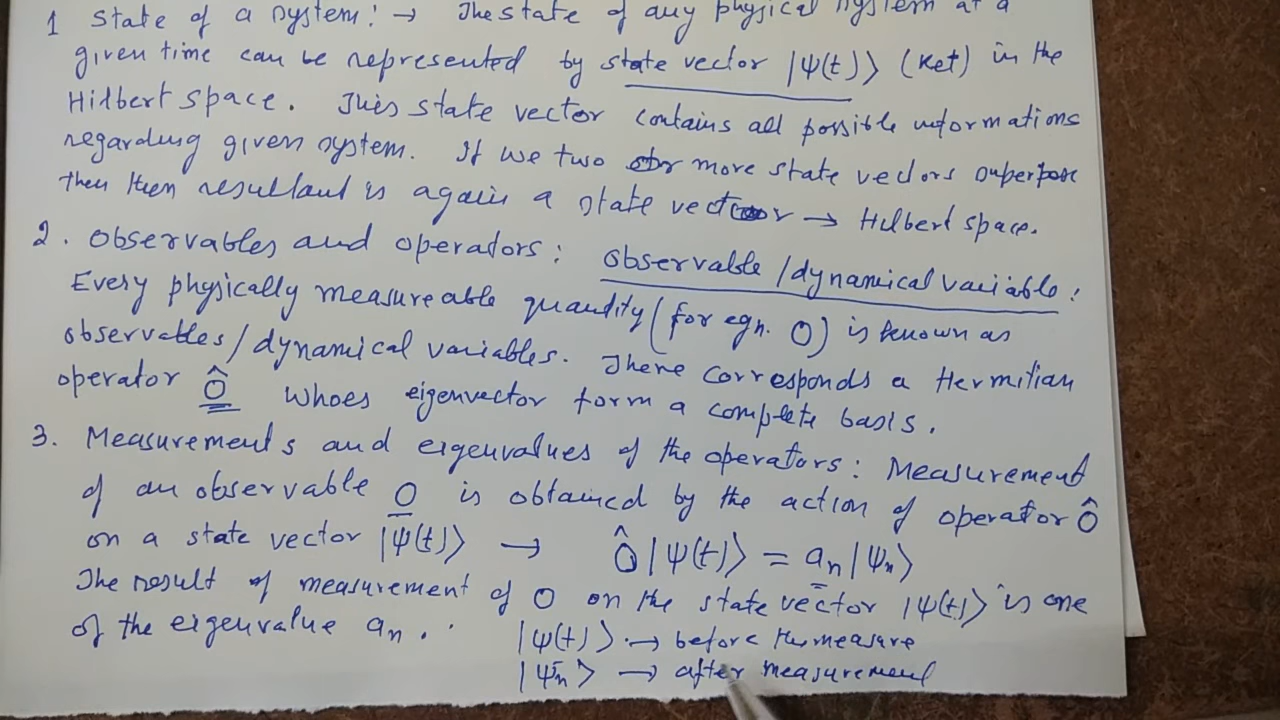 1 State of a system: → The state of any physical system at a
given time can be represented by state vector |ψ(t)⟩ (Ket) in the
Hilbert space. This state vector contains all possible informations
regarding given system. If we two or more state vectors superpose
then then resultant is again a state vector → Hilbert space.
2. Observables and operators: observable/dynamical variable:
Every physically measureable quantity (for egn. O) is known as
observables/dynamical variables. There corresponds a Hermitian
operator Ô whoes eigenvector form a complete basis.
3. Measurements and eigenvalues of the operators: Measurement
of an observable O is obtained by the action of operator Ô
on a state vector |ψ(t)⟩ → Ô|ψ(t)⟩ = aₙ|ψₙ⟩
The result of measurement of O on the state vector |ψ(t)⟩ is one
of the eigenvalue aₙ.
|ψ(t)⟩ → before the measure
|ψₙ⟩ → after measurement